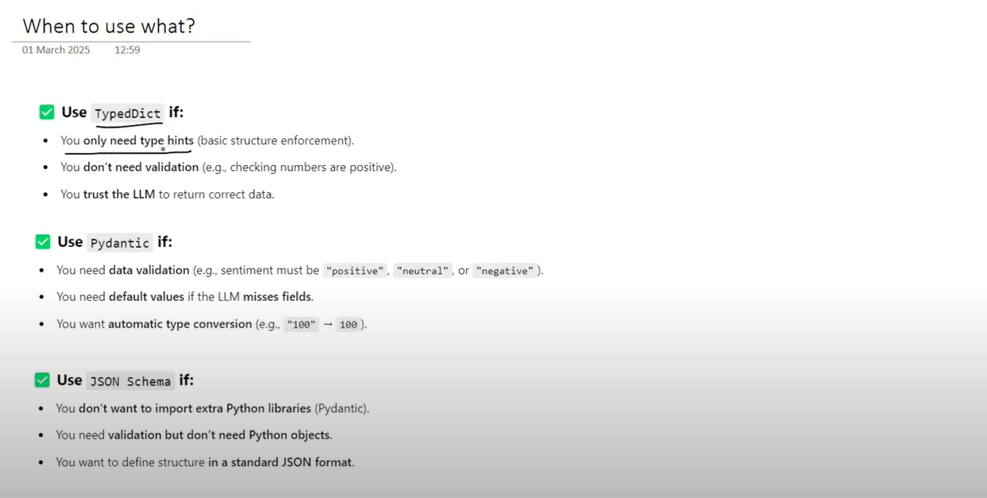 When to use what?
01 March 2025 12:59
Use TypedDict if:
• You only need type hints (basic structure enforcement).
• You don't need validation (e.g., checking numbers are positive).
• You trust the LLM to return correct data.
Use Pydantic if:
• You need data validation (e.g., sentiment must be "positive", "neutral", or "negative").
• You need default values if the LLM misses fields.
• You want automatic type conversion (e.g., "100" → 100).
Use JSON Schema if:
• You don't want to import extra Python libraries (Pydantic).
• You need validation but don't need Python objects.
• You want to define structure in a standard JSON format.